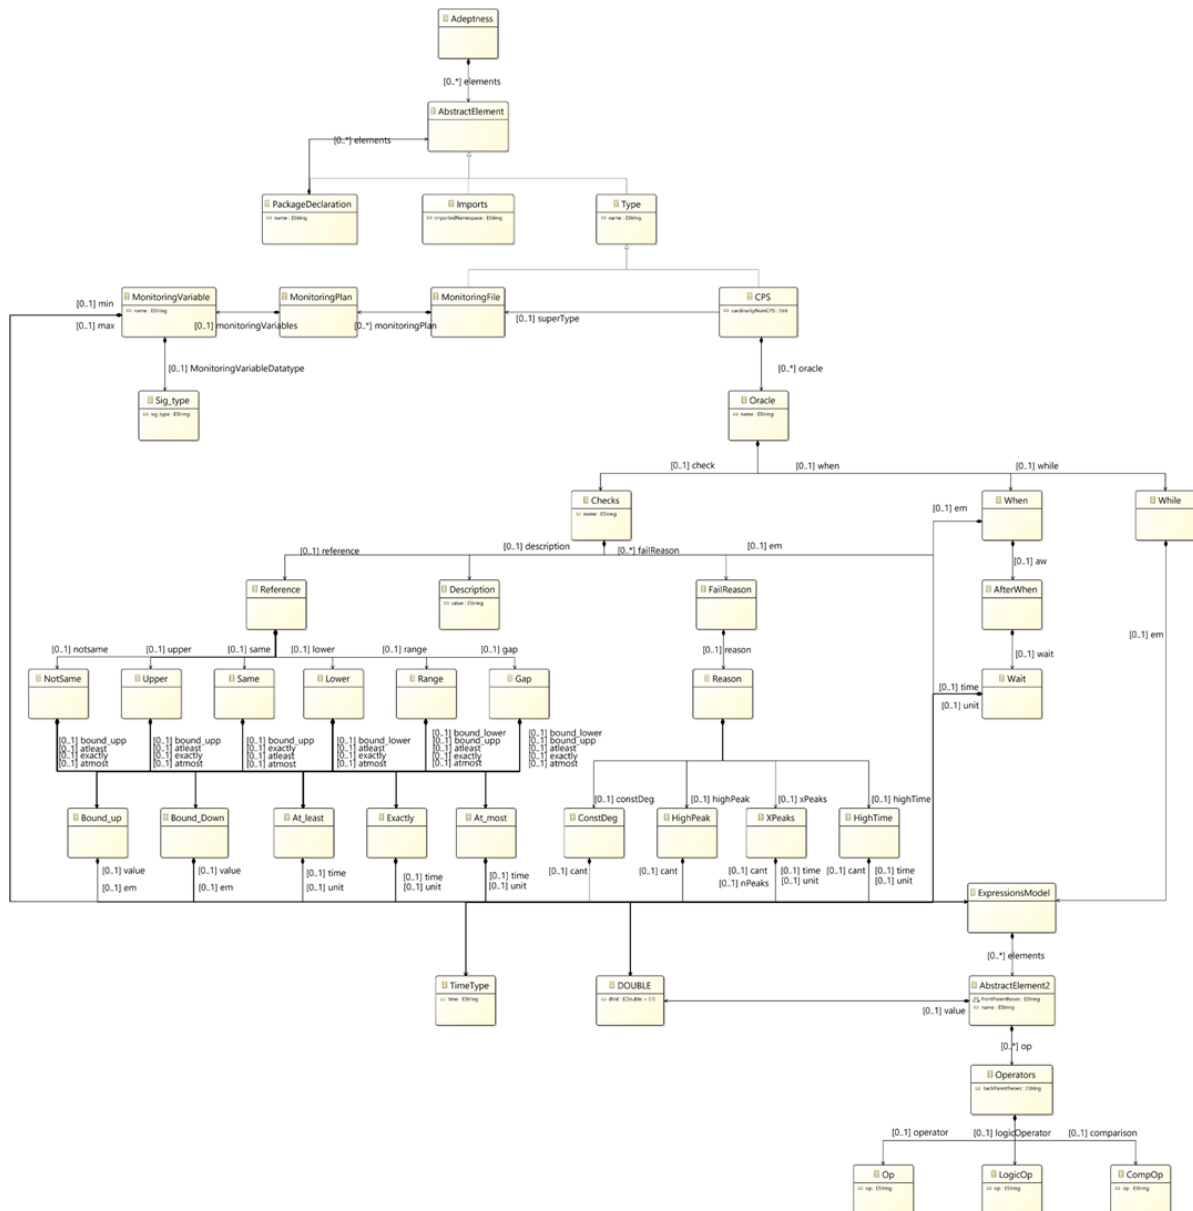 Adeptness
[0..*] elements
AbstractElement
[0..*] elements
PackageDeclaration
name : EString
Imports
importedNamespace : EString
Type
name : EString
[0..1] min
[0..1] max
MonitoringVariable
name : EString
MonitoringPlan
MonitoringFile
CPS
cardinalityNumCPS : EInt
[0..1] monitoringVariables
[0..*] monitoringPlan
[0..1] superType
[0..1] MonitoringVariableDatatype
[0..*] oracle
Sig_type
sig_type : EString
Oracle
name : EString
[0..1] check
[0..1] when
[0..1] while
Checks
name : EString
When
While
[0..1] em
[0..1] reference
[0..1] description
[0..*] failReason
[0..1] em
[0..1] aw
Reference
Description
value : EString
FailReason
AfterWhen
[0..1] em
[0..1] notsame
[0..1] upper
[0..1] same
[0..1] lower
[0..1] range
[0..1] gap
[0..1] reason
[0..1] wait
NotSame
Upper
Same
Lower
Range
Gap
Reason
Wait
[0..1] time
[0..1] unit
[0..1] bound_upp
[0..1] atleast
[0..1] exactly
[0..1] atmost
[0..1] bound_upp
[0..1] atleast
[0..1] exactly
[0..1] atmost
[0..1] bound_upp
[0..1] exactly
[0..1] atleast
[0..1] atmost
[0..1] bound_lower
[0..1] atleast
[0..1] exactly
[0..1] atmost
[0..1] bound_lower
[0..1] bound_upp
[0..1] atleast
[0..1] exactly
[0..1] atmost
[0..1] bound_lower
[0..1] bound_upp
[0..1] atleast
[0..1] exactly
[0..1] atmost
[0..1] constDeg
[0..1] highPeak
[0..1] xPeaks
[0..1] highTime
Bound_up
Bound_Down
At_least
Exactly
At_most
ConstDeg
HighPeak
XPeaks
HighTime
[0..1] value
[0..1] em
[0..1] value
[0..1] em
[0..1] time
[0..1] unit
[0..1] time
[0..1] unit
[0..1] time
[0..1] unit
[0..1] cant
[0..1] cant
[0..1] cant
[0..1] nPeaks
[0..1] time
[0..1] unit
[0..1] cant
[0..1] time
[0..1] unit
ExpressionsModel
[0..*] elements
TimeType
time : EString
DOUBLE
dVal : EDouble = 0.0
AbstractElement2
frontParentheses : EString
name : EString
[0..1] value
[0..*] op
Operators
backParentheses : EString
[0..1] operator
[0..1] logicOperator
[0..1] comparison
Op
op : EString
LogicOp
op : EString
CompOp
op : EString